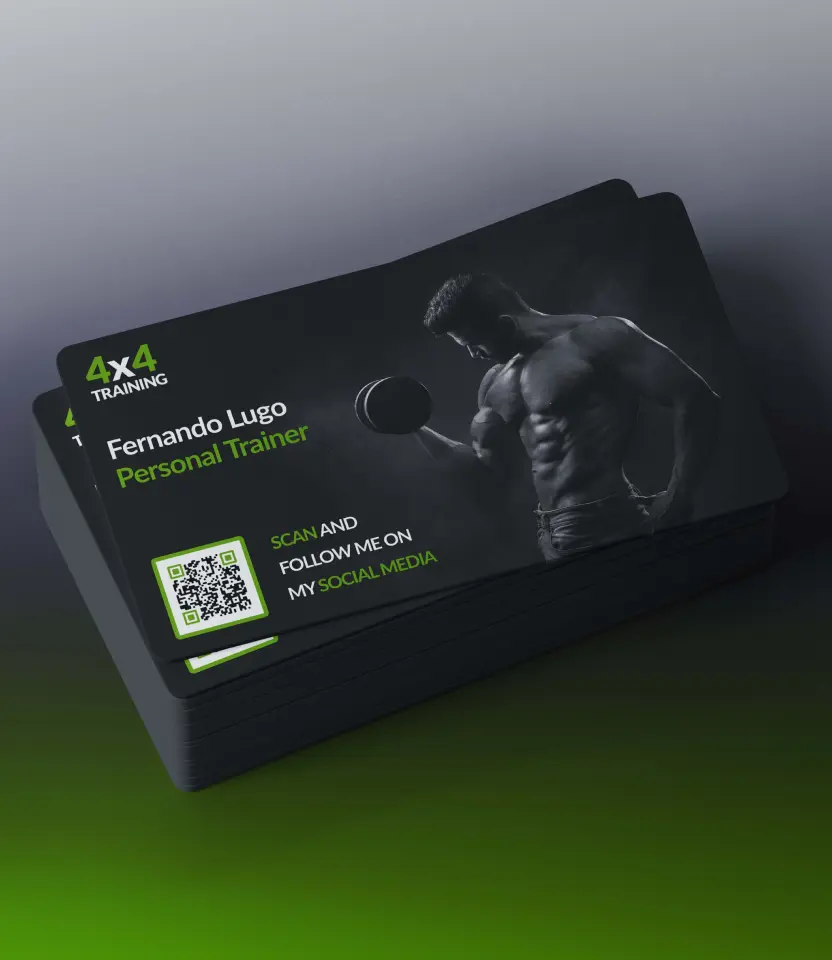 4x4
TRAINING
Fernando Lugo
Personal Trainer
SCAN AND
FOLLOW ME ON
MY SOCIAL MEDIA